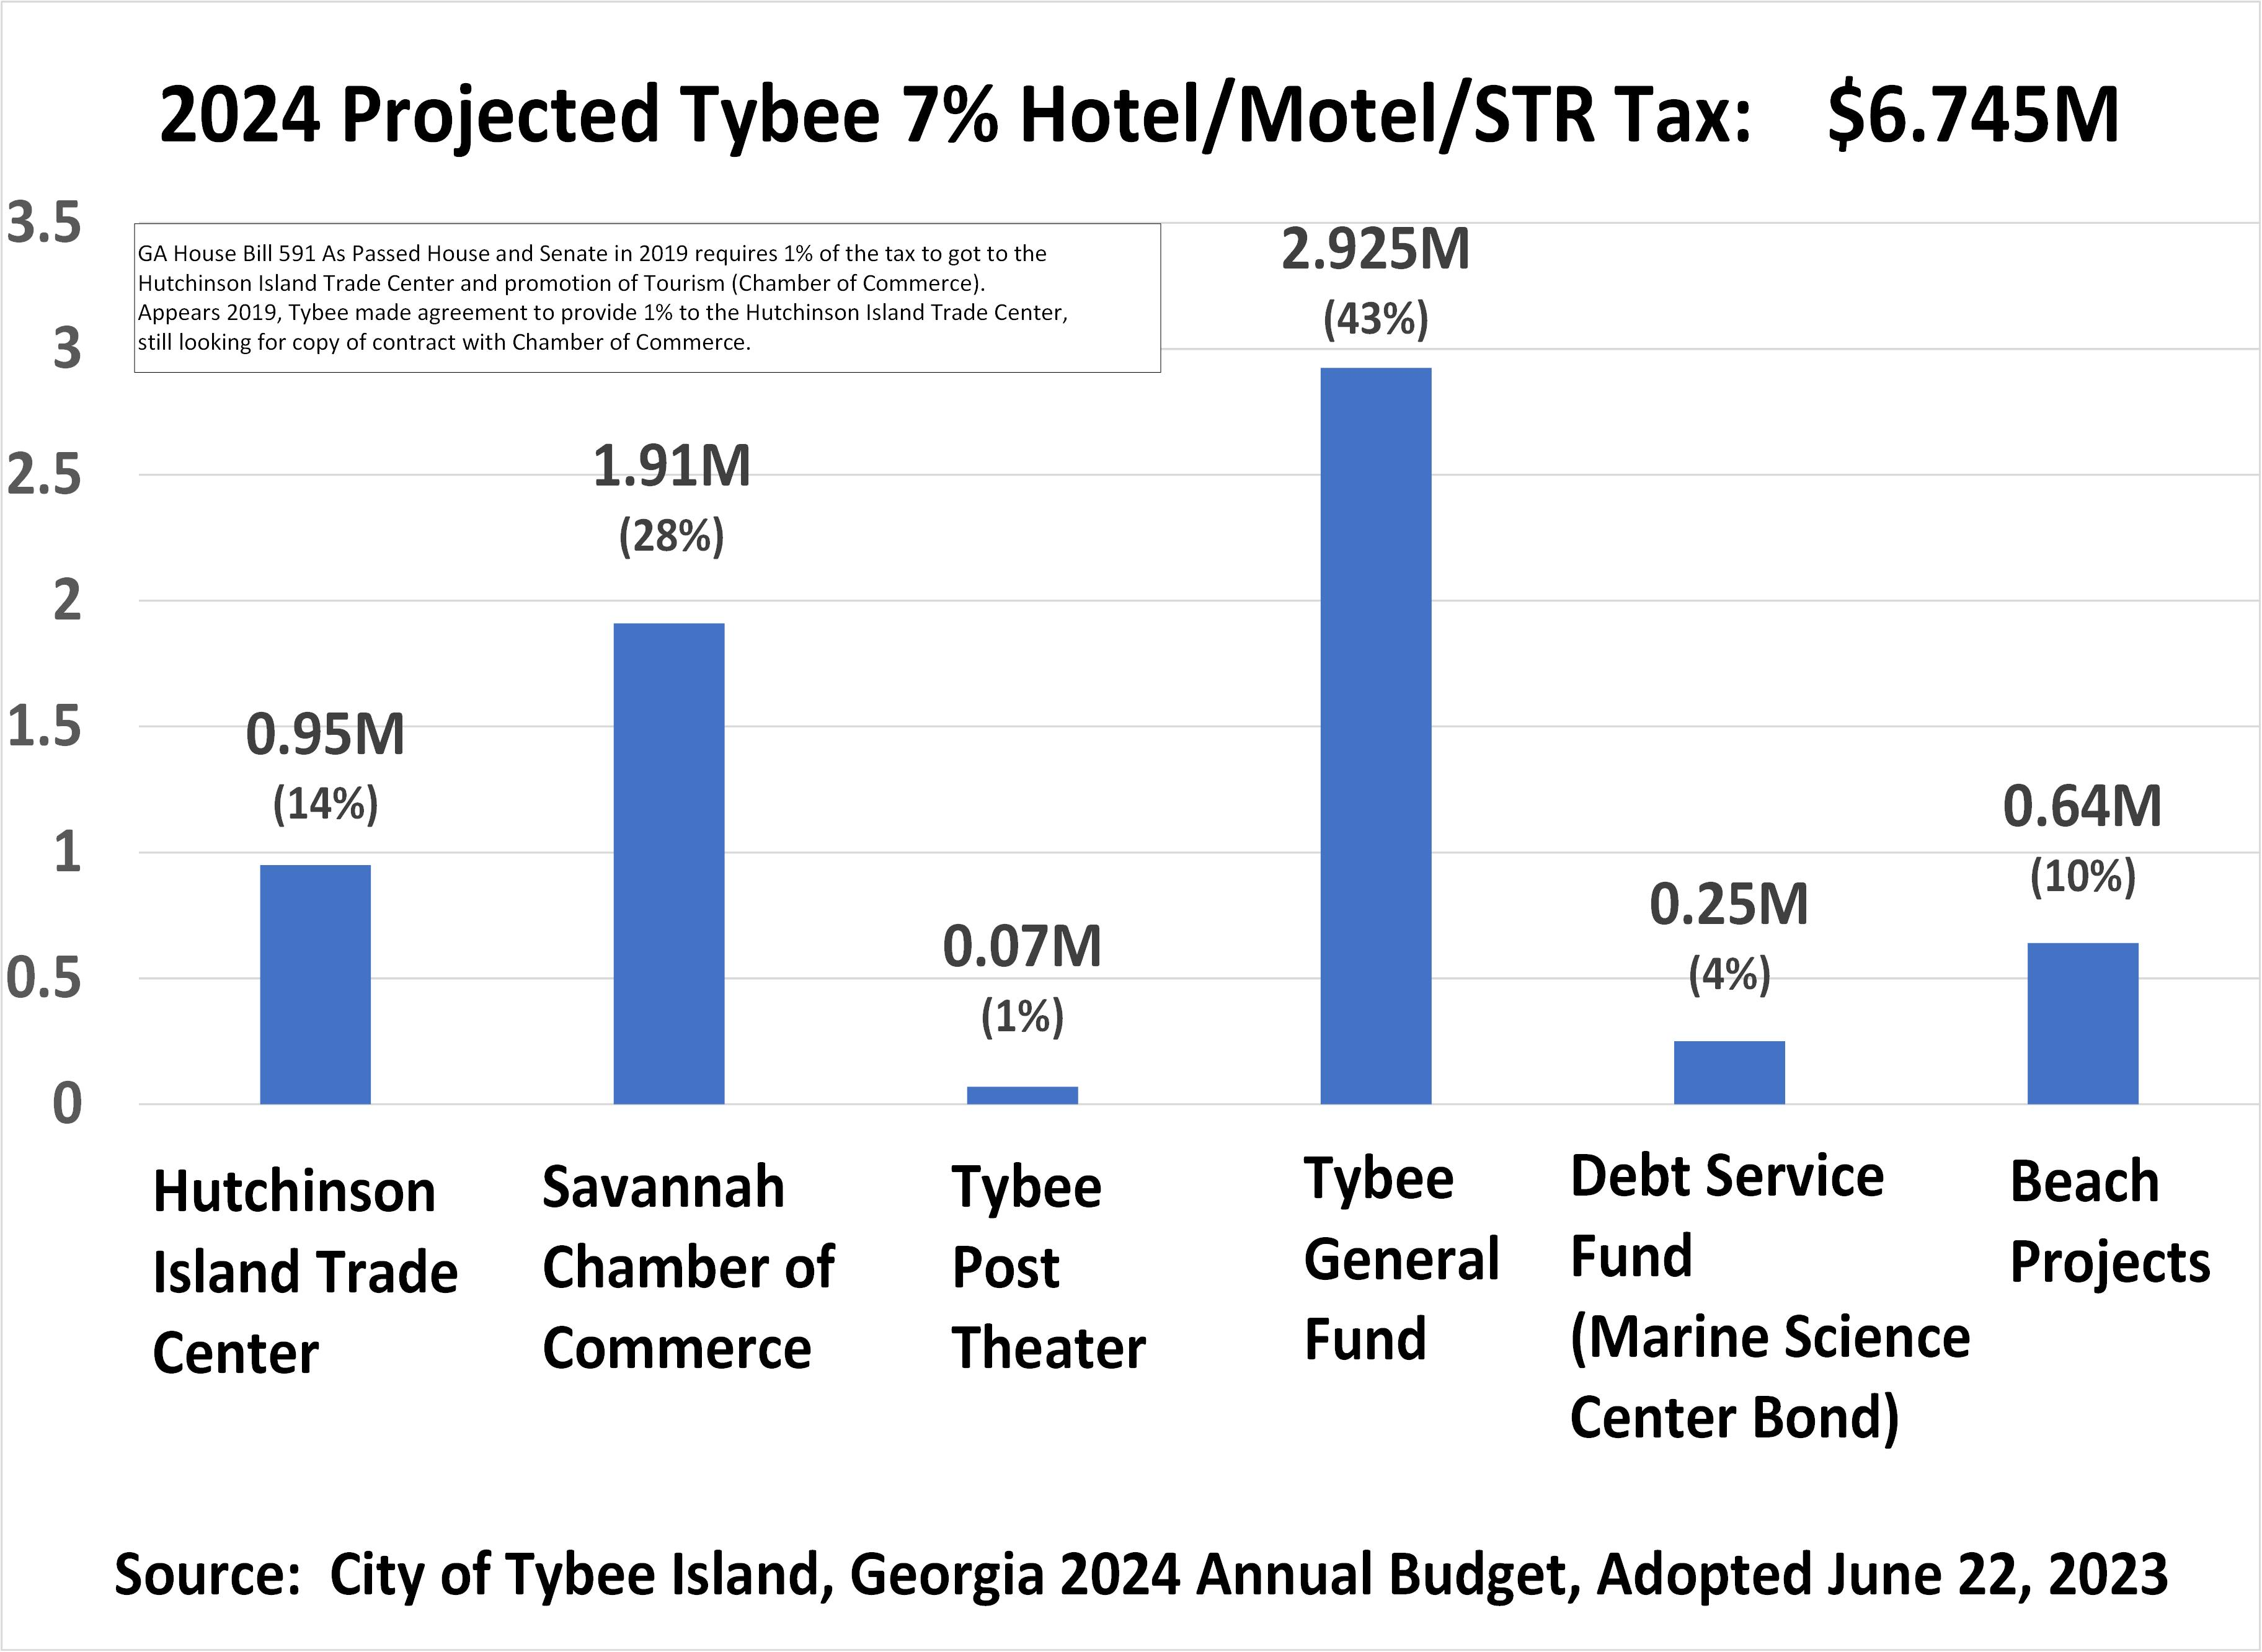 2024 Projected Tybee 7% Hotel/Motel/STR Tax: $6.745M
3.5
GA House Bill 591 As Passed House and Senate in 2019 requires 1% of the tax to got to the
Hutchinson Island Trade Center and promotion of Tourism (Chamber of Commerce).
Appears 2019, Tybee made agreement to provide 1% to the Hutchinson Island Trade Center,
still looking for copy of contract with Chamber of Commerce.
3
2.5
2
1.5
1
0.5
0
0.95M
(14%)
1.91M
(28%)
0.07M
(1%)
2.925M
(43%)
0.25M
(4%)
0.64M
(10%)
Hutchinson
Island Trade
Center
Savannah
Chamber of
Commerce
Tybee
Post
Theater
Tybee
General
Fund
Debt Service
Fund
(Marine Science
Center Bond)
Beach
Projects
Source: City of Tybee Island, Georgia 2024 Annual Budget, Adopted June 22, 2023